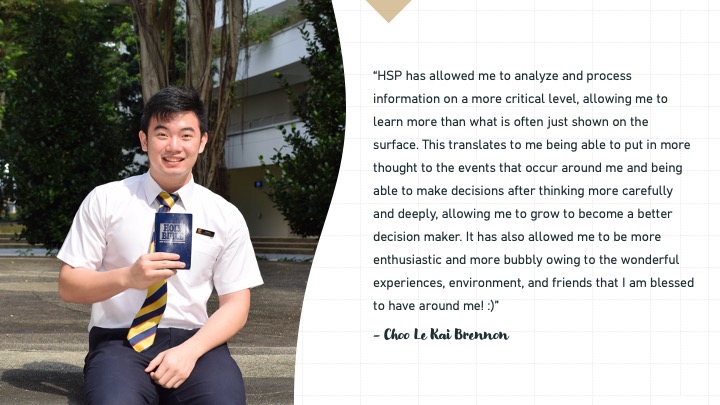 HOLY
BIBLE
“HSP has allowed me to analyze and process
information on a more critical level, allowing me to
learn more than what is often just shown on the
surface. This translates to me being able to put in more
thought to the events that occur around me and being
able to make decisions after thinking more carefully
and deeply, allowing me to grow to become a better
decision maker. It has also allowed me to be more
enthusiastic and more bubbly owing to the wonderful
experiences, environment, and friends that I am blessed
to have around me! :)”
– Choo Le Kai Brennon